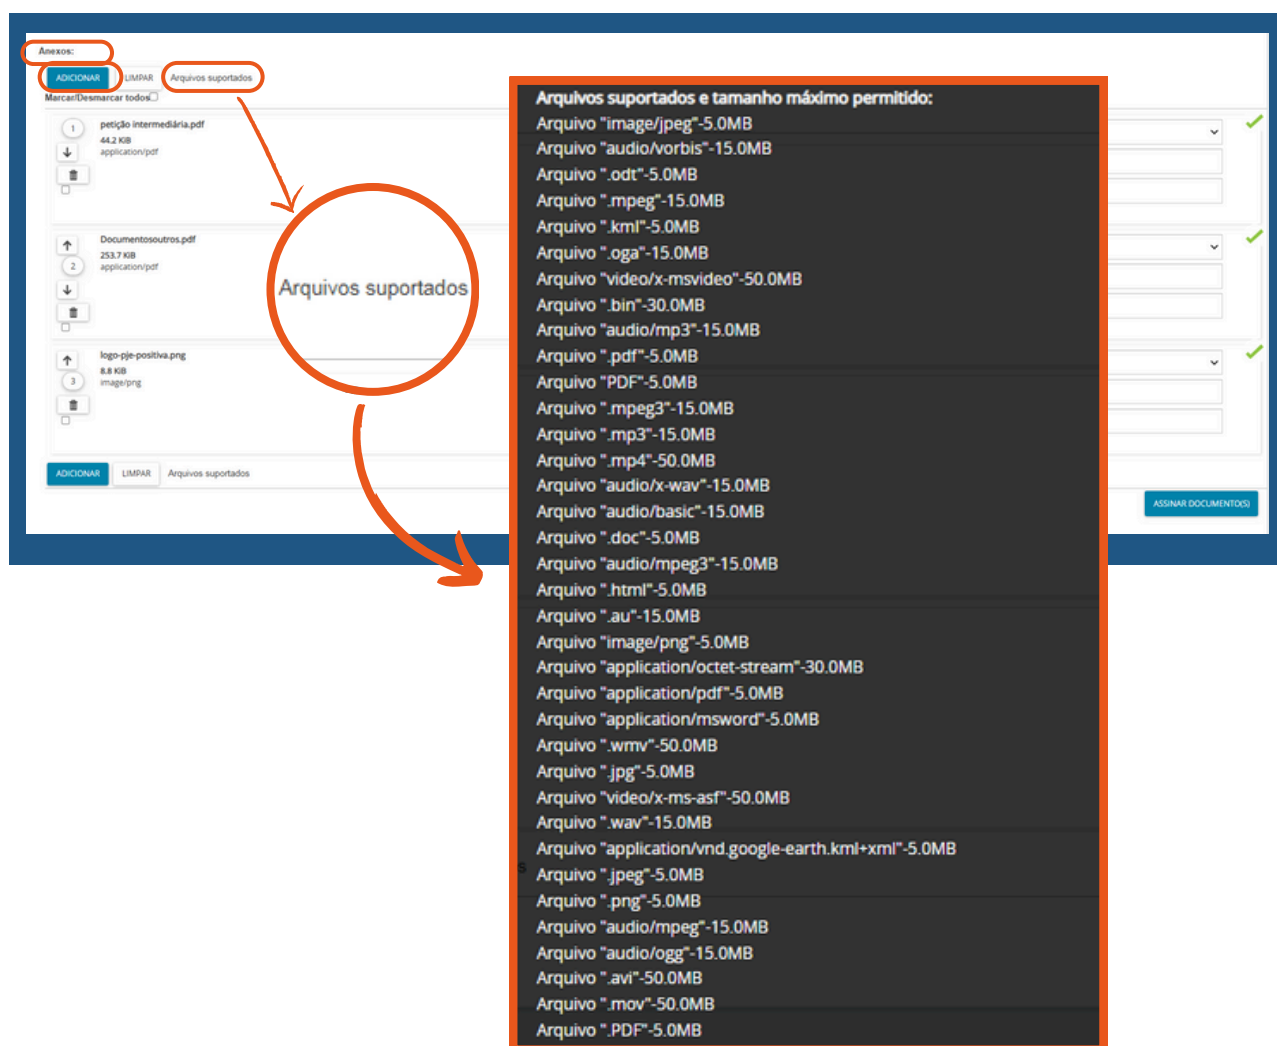 Anexos:
ADICIONAR LIMPAR Arquivos suportados
Marcar/Desmarcar todos
1
petição intermediária.pdf
44.2 KiB
application/pdf
Documentosoutros.pdf
253.7 KiB
2
application/pdf
logo-pje-positiva.png
8.8 KiB
3
image/png
ADICIONAR LIMPAR Arquivos suportados
ASSINAR DOCUMENTO(S)
Arquivos suportados
Arquivos suportados e tamanho máximo permitido:
Arquivo "image/jpeg"-5.0MB
Arquivo "audio/vorbis"-15.0MB
Arquivo ".odt"-5.0MB
Arquivo ".mpeg"-15.0MB
Arquivo ".kml"-5.0MB
Arquivo ".oga"-15.0MB
Arquivo "video/x-msvideo"-50.0MB
Arquivo ".bin"-30.0MB
Arquivo "audio/mp3"-15.0MB
Arquivo ".pdf"-5.0MB
Arquivo "PDF"-5.0MB
Arquivo ".mpeg3"-15.0MB
Arquivo ".mp3"-15.0MB
Arquivo ".mp4"-50.0MB
Arquivo "audio/x-wav"-15.0MB
Arquivo "audio/basic"-15.0MB
Arquivo ".doc"-5.0MB
Arquivo "audio/mpeg3"-15.0MB
Arquivo ".html"-5.0MB
Arquivo ".au"-15.0MB
Arquivo "image/png"-5.0MB
Arquivo "application/octet-stream"-30.0MB
Arquivo "application/pdf"-5.0MB
Arquivo "application/msword"-5.0MB
Arquivo ".wmv"-50.0MB
Arquivo ".jpg"-5.0MB
Arquivo "video/x-ms-asf"-50.0MB
Arquivo ".wav"-15.0MB
Arquivo "application/vnd.google-earth.kml+xml"-5.0MB
Arquivo ".jpeg"-5.0MB
Arquivo ".png"-5.0MB
Arquivo "audio/mpeg"-15.0MB
Arquivo "audio/ogg"-15.0MB
Arquivo ".avi"-50.0MB
Arquivo ".mov"-50.0MB
Arquivo ".PDF"-5.0MB